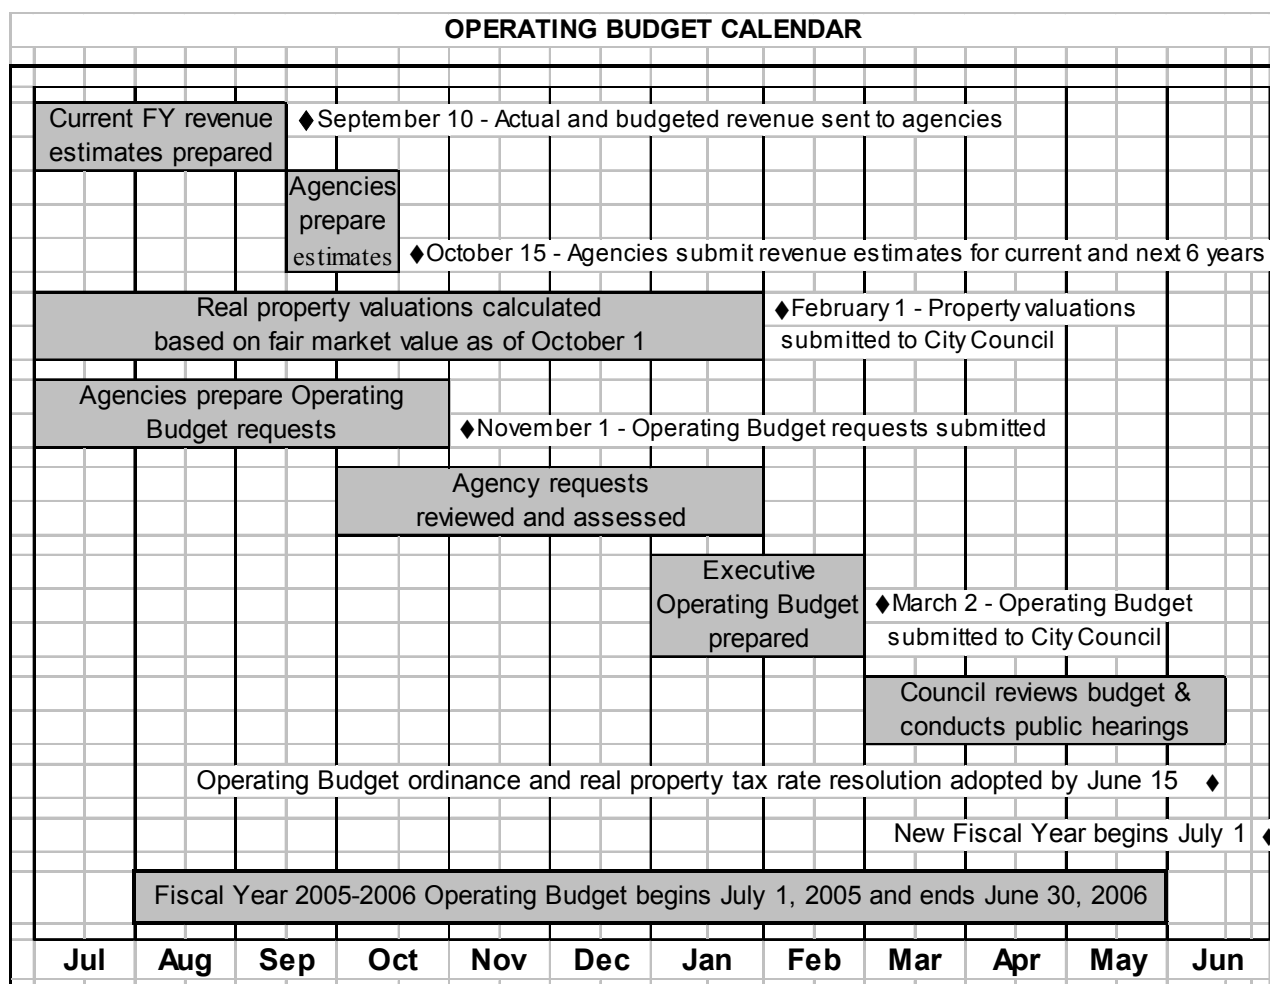 OPERATING BUDGET CALENDAR
Current FY revenue
estimates prepared
♦September 10 - Actual and budgeted revenue sent to agencies
Agencies
prepare
estimates
♦October 15 - Agencies submit revenue estimates for current and next 6 years
Real property valuations calculated
based on fair market value as of October 1
♦February 1 - Property valuations
submitted to City Council
Agencies prepare Operating
Budget requests
♦November 1 - Operating Budget requests submitted
Agency requests
reviewed and assessed
Executive
Operating Budget
prepared
♦March 2 - Operating Budget
submitted to City Council
Council reviews budget &
conducts public hearings
Operating Budget ordinance and real property tax rate resolution adopted by June 15 ♦
New Fiscal Year begins July 1 ♦
Fiscal Year 2005-2006 Operating Budget begins July 1, 2005 and ends June 30, 2006
Jul Aug Sep Oct Nov Dec Jan Feb Mar Apr May Jun